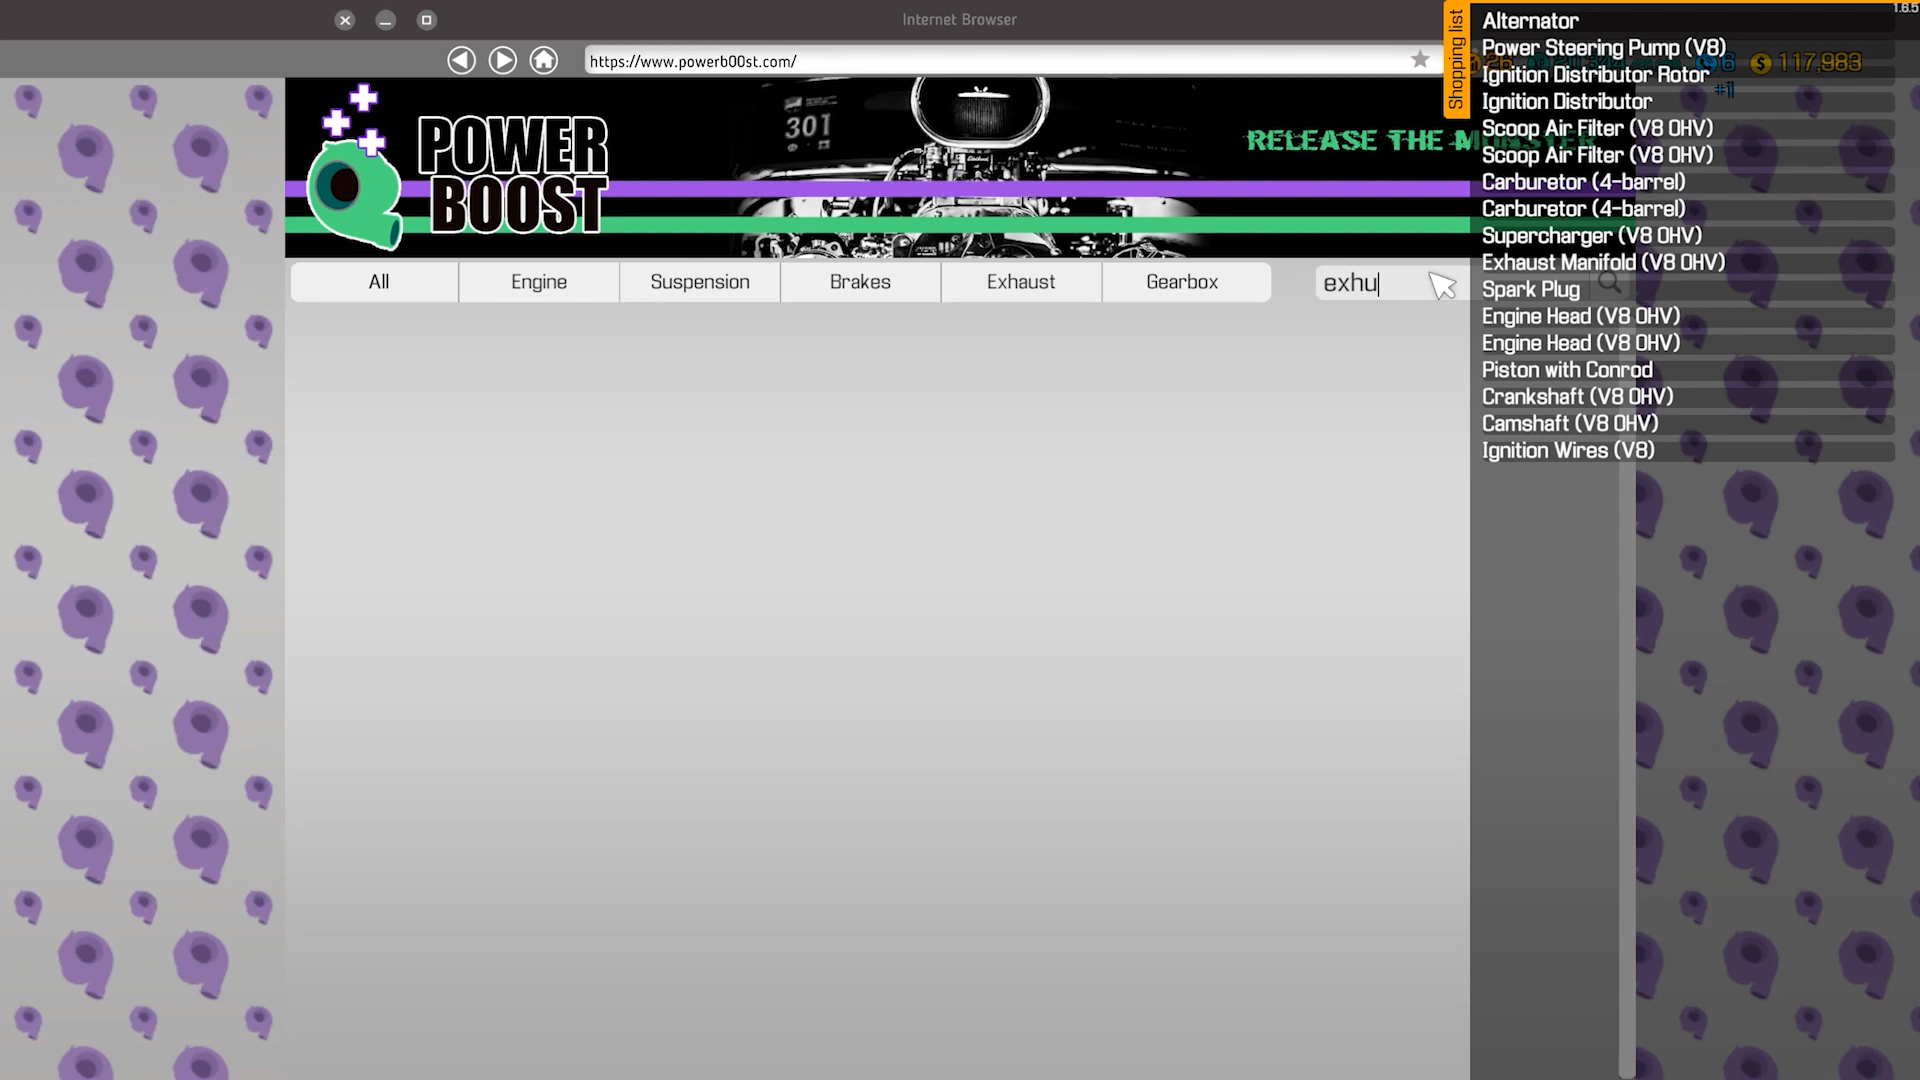 Internet Browser
1.6.5
https://www.powerb00st.com/
Shopping list
117,983
#1
POWER
BOOST
301
RELEASE THE MONSTER
All
Engine
Suspension
Brakes
Exhaust
Gearbox
exhu
Alternator
Power Steering Pump (V8)
Ignition Distributor Rotor
Ignition Distributor
Scoop Air Filter (V8 OHV)
Scoop Air Filter (V8 OHV)
Carburetor (4-barrel)
Carburetor (4-barrel)
Supercharger (V8 OHV)
Exhaust Manifold (V8 OHV)
Spark Plug
Engine Head (V8 OHV)
Engine Head (V8 OHV)
Piston with Conrod
Crankshaft (V8 OHV)
Camshaft (V8 OHV)
Ignition Wires (V8)